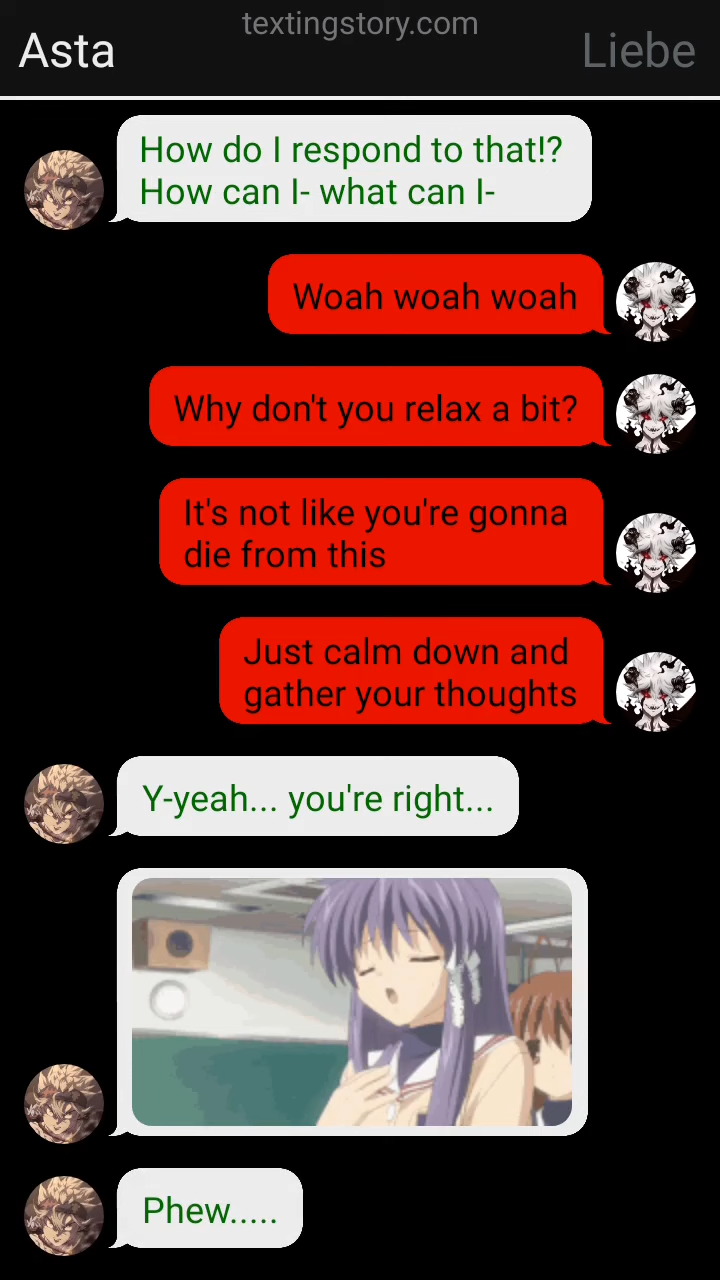 textingstory.com
Asta
Liebe
How do I respond to that!?
How can I- what can I-
Woah woah woah
Why don't you relax a bit?
It's not like you're gonna
die from this
Just calm down and
gather your thoughts
Y-yeah... you're right...
Phew.....